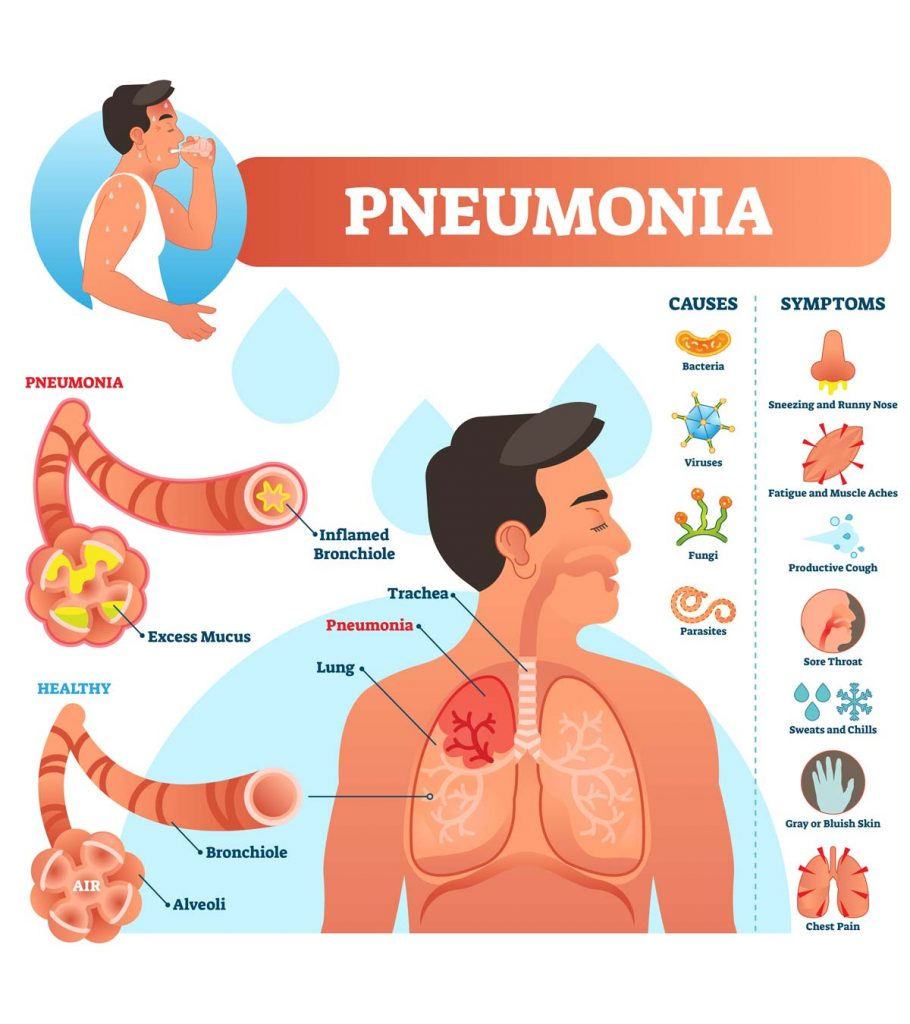 PNEUMONIA
CAUSES
Bacteria
Viruses
Fungi
Parasites
SYMPTOMS
Sneezing and Runny Nose
Fatigue and Muscle Aches
Productive Cough
Sore Throat
Sweats and Chills
Gray or Bluish Skin
Chest Pain
PNEUMONIA
Inflamed
Bronchiole
Excess Mucus
Trachea
Pneumonia
Lung
HEALTHY
Bronchiole
AIR
Alveoli